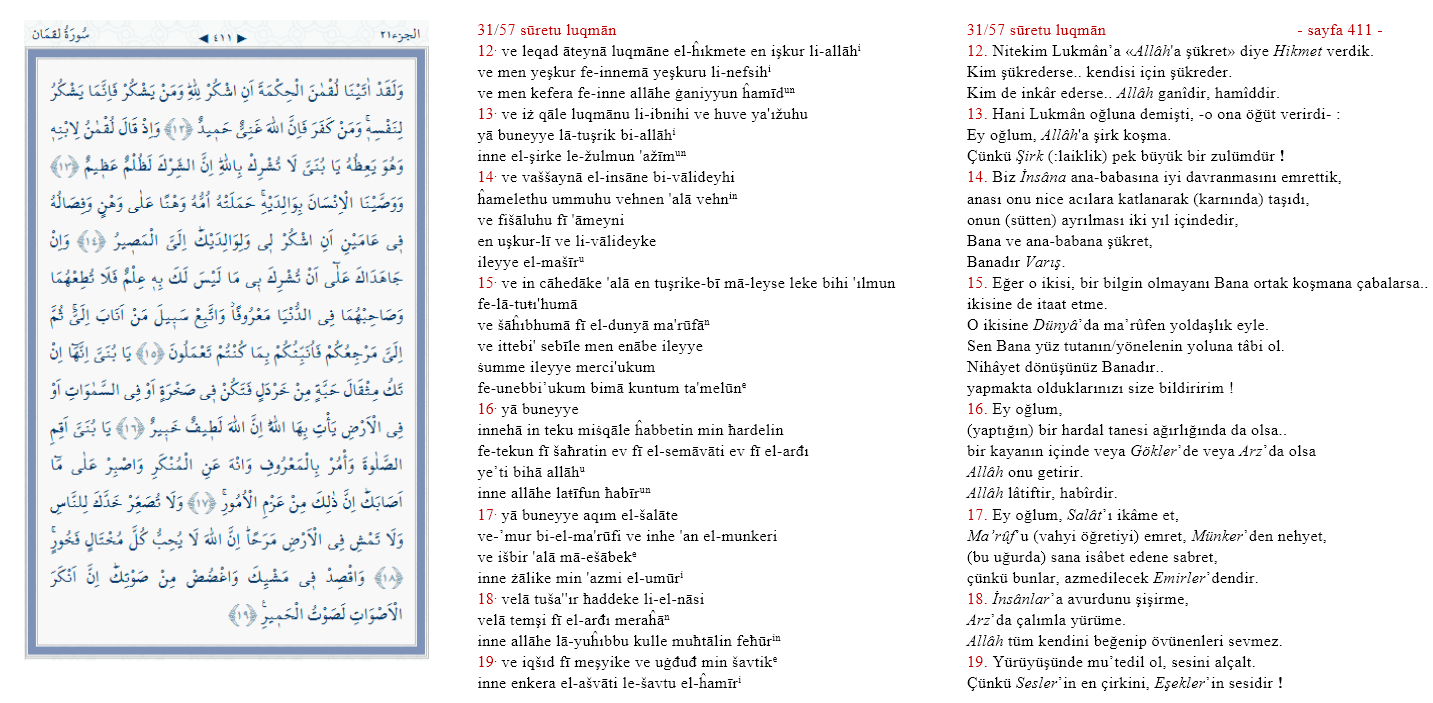 سُورَةُ لقمَان
◀ ٤١١ ▶
الجزء٢١
وَلَقَدْ اٰتَيْنَا لُقْمٰنَ الْحِكْمَةَ اَنِ اشْكُرْ لِلّٰهِۜ وَمَنْ يَشْكُرْ فَاِنَّمَا يَشْكُرُ
لِنَفْسِه۪ۚ وَمَنْ كَفَرَ فَاِنَّ اللّٰهَ غَنِيٌّ حَم۪يدٌ ﴿١٢﴾ وَاِذْ قَالَ لُقْمٰنُ لِابْنِه۪
وَهُوَ يَعِظُهُ يَا بُنَيَّ لَا تُشْرِكْ بِاللّٰهِۜ اِنَّ الشِّرْكَ لَظُلْمٌ عَظ۪يمٌ ﴿١٣﴾
وَوَصَّيْنَا الْاِنْسَانَ بِوَالِدَيْهِۚ حَمَلَتْهُ اُمُّهُ وَهْنًا عَلٰى وَهْنٍ وَفِصَالُهُ
ف۪ي عَامَيْنِ اَنِ اشْكُرْ ل۪ي وَلِوَالِدَيْكَۜ اِلَيَّ الْمَص۪يرُ ﴿١٤﴾ وَاِنْ
جَاهَدَاكَ عَلٰٓى اَنْ تُشْرِكَ ب۪ي مَا لَيْسَ لَكَ بِه۪ عِلْمٌ فَلَا تُطِعْهُمَا
وَصَاحِبْهُمَا فِي الدُّنْيَا مَعْرُوفًاۘ وَاتَّبِعْ سَب۪يلَ مَنْ اَنَابَ اِلَيَّۚ ثُمَّ
اِلَيَّ مَرْجِعُكُمْ فَاُنَبِّئُكُمْ بِمَا كُنْتُمْ تَعْمَلُونَ ﴿١٥﴾ يَا بُنَيَّ اِنَّهَٓا اِنْ
تَكُ مِثْقَالَ حَبَّةٍ مِنْ خَرْدَلٍ فَتَكُنْ ف۪ي صَخْرَةٍ اَوْ فِي السَّمٰوَاتِ اَوْ
فِي الْاَرْضِ يَأْتِ بِهَا اللّٰهُۜ اِنَّ اللّٰهَ لَط۪يفٌ خَب۪يرٌ ﴿١٦﴾ يَا بُنَيَّ اَقِمِ
الصَّلٰوةَ وَأْمُرْ بِالْمَعْرُوفِ وَانْهَ عَنِ الْمُنْكَرِ وَاصْبِرْ عَلٰى مَٓا
اَصَابَكَۜ اِنَّ ذٰلِكَ مِنْ عَزْمِ الْاُمُورِۚ ﴿١٧﴾ وَلَا تُصَعِّرْ خَدَّكَ لِلنَّاسِ
وَلَا تَمْشِ فِي الْاَرْضِ مَرَحًاۜ اِنَّ اللّٰهَ لَا يُحِبُّ كُلَّ مُخْتَالٍ فَخُورٍۚ
﴿١٨﴾ وَاقْصِدْ ف۪ي مَشْيِكَ وَاغْضُضْ مِنْ صَوْتِكَۜ اِنَّ اَنْكَرَ
الْاَصْوَاتِ لَصَوْتُ الْحَم۪يرِ۟ ﴿١٩﴾
31/57 sūretu luqmān
12· ve leqad āteynā luqmāne el-ĥıkmete en işkur li-allāhⁱ
ve men yeşkur fe-innemā yeşkuru li-nefsihⁱ
ve men kefera fe-inne allāhe ġaniyyun ĥamīdᵘⁿ
13· ve iż qāle luqmānu li-ibnihi ve huve ya'ižuhu
yā buneyye lā-tuşrik bi-allāhⁱ
inne el-şirke le-žulmun 'ažīmᵘⁿ
14· ve vaššaynā el-insāne bi-vālideyhi
ĥamelethu ummuhu vehnen 'alā vehnⁱⁿ
ve fišāluhu fī 'āmeyni
en uşkur-lī ve li-vālideyke
ileyye el-mašīrᵘ
15· ve in cāhedāke 'alā en tuşrike-bī mā-leyse leke bihi 'ılmun
fe-lā-tutı'humā
ve šāĥıbhumā fī el-dunyā ma'rūfāⁿ
ve ittebi' sebīle men enābe ileyye
ṡumme ileyye merci'ukum
fe-unebbi’ukum bimā kuntum ta'melūnᵉ
16· yā buneyye
innehā in teku miṡqāle ĥabbetin min ħardelin
fe-tekun fī šaħratin ev fī el-semāvāti ev fī el-arđı
ye’ti bihā allāhᵘ
inne allāhe laŧīfun ħabīrᵘⁿ
17· yā buneyye aqım el-šalāte
ve-’mur bi-el-ma'rūfi ve inhe 'an el-munkeri
ve išbir 'alā mā-ešābekᵉ
inne żālike min 'azmi el-umūrⁱ
18· velā tuša''ır ħaddeke li-el-nāsi
velā temşi fī el-arđı meraĥāⁿ
inne allāhe lā-yuĥıbbu kulle muħtālin feħūrⁱⁿ
19· ve iqšıd fī meşyike ve uġđuđ min šavtikᵉ
inne enkera el-ašvāti le-šavtu el-ĥamīrⁱ
31/57 sūretu luqmān - sayfa 411 -
12. Nitekim Lukmân’a «Allâh'a şükret» diye Hikmet verdik.
Kim şükrederse.. kendisi için şükreder.
Kim de inkâr ederse.. Allâh ganîdir, hamîddir.
13. Hani Lukmân oğluna demişti, -o ona öğüt verirdi- :
Ey oğlum, Allâh'a şirk koşma.
Çünkü Şirk (:laiklik) pek büyük bir zulümdür !
14. Biz İnsâna ana-babasına iyi davranmasını emrettik,
anası onu nice acılara katlanarak (karnında) taşıdı,
onun (sütten) ayrılması iki yıl içindedir,
Bana ve ana-babana şükret,
Banadır Varış.
15. Eğer o ikisi, bir bilgin olmayanı Bana ortak koşmana çabalarsa..
ikisine de itaat etme.
O ikisine Dünyâ’da ma’rûfen yoldaşlık eyle.
Sen Bana yüz tutanın/yönelenin yoluna tâbi ol.
Nihâyet dönüşünüz Banadır..
yapmakta olduklarınızı size bildiririm !
16. Ey oğlum,
(yaptığın) bir hardal tanesi ağırlığında da olsa..
bir kayanın içinde veya Gökler’de veya Arz’da olsa
Allâh onu getirir.
Allâh lâtiftir, habîrdir.
17. Ey oğlum, Salât’ı ikâme et,
Ma’rûf’u (vahyi öğretiyi) emret, Münker’den nehyet,
(bu uğurda) sana isâbet edene sabret,
çünkü bunlar, azmedilecek Emirler’dendir.
18. İnsânlar’a avurdunu şişirme,
Arz’da çalımla yürüme.
Allâh tüm kendini beğenip övünenleri sevmez.
19. Yürüyüşünde mu’tedil ol, sesini alçalt.
Çünkü Sesler’in en çirkini, Eşekler’in sesidir !